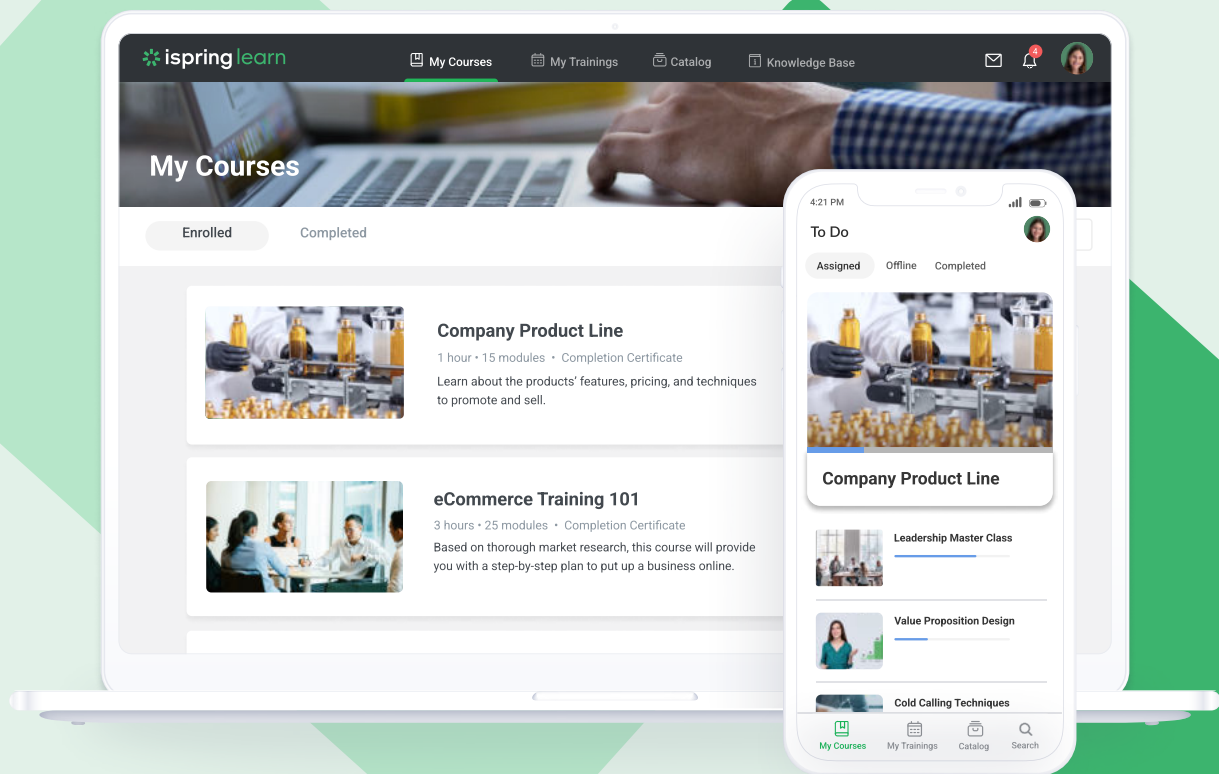 ispring learn
My Courses
My Trainings
Catalog
Knowledge Base
4
My Courses
Enrolled
Completed
Company Product Line
1 hour • 15 modules • Completion Certificate
Learn about the products' features, pricing, and techniques
to promote and sell.
eCommerce Training 101
3 hours • 25 modules • Completion Certificate
Based on thorough market research, this course will provide
you with a step-by-step plan to put up a business online.
4:21 PM
To Do
Assigned
Offline
Completed
Company Product Line
Leadership Master Class
Value Proposition Design
Cold Calling Techniques
My Courses
My Trainings
Catalog
Search